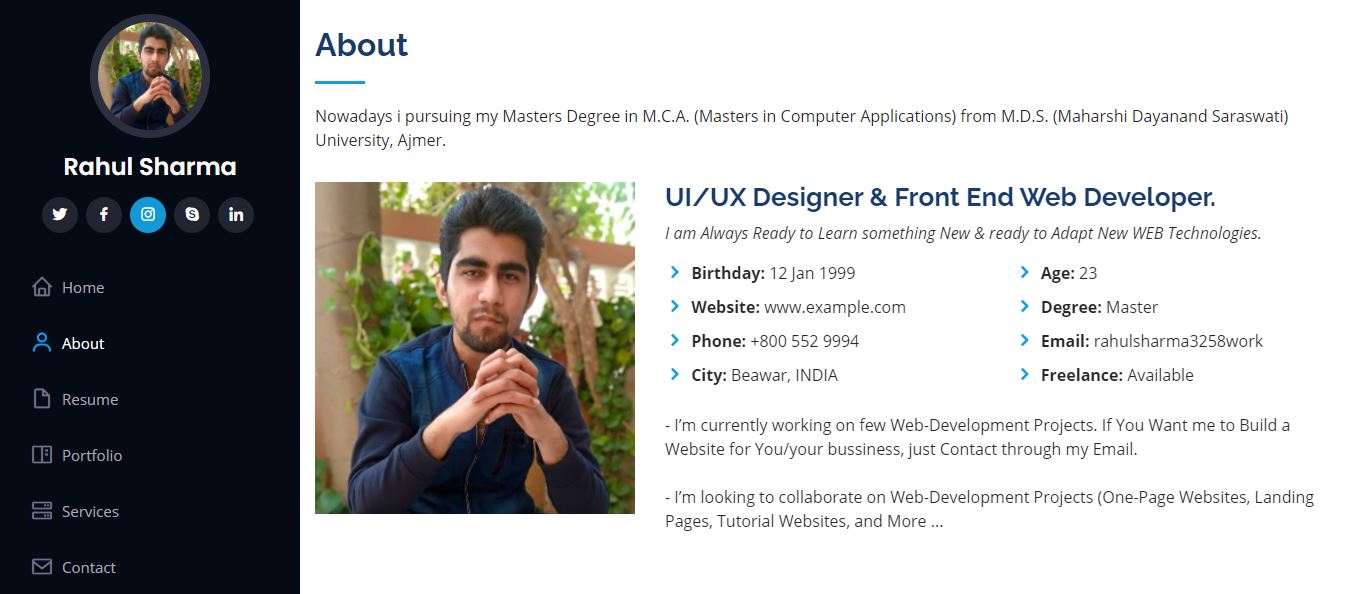 Rahul Sharma
Home
About
Resume
Portfolio
Services
Contact
About
Nowadays i pursuing my Masters Degree in M.C.A. (Masters in Computer Applications) from M.D.S. (Maharshi Dayanand Saraswati)
University, Ajmer.
UI/UX Designer & Front End Web Developer.
I am Always Ready to Learn something New & ready to Adapt New WEB Technologies.
Birthday: 12 Jan 1999
Website: www.example.com
Phone: +800 552 9994
City: Beawar, INDIA
Age: 23
Degree: Master
Email: rahulsharma3258work
Freelance: Available
- I’m currently working on few Web-Development Projects. If You Want me to Build a
Website for You/your bussiness, just Contact through my Email.
- I’m looking to collaborate on Web-Development Projects (One-Page Websites, Landing
Pages, Tutorial Websites, and More ...